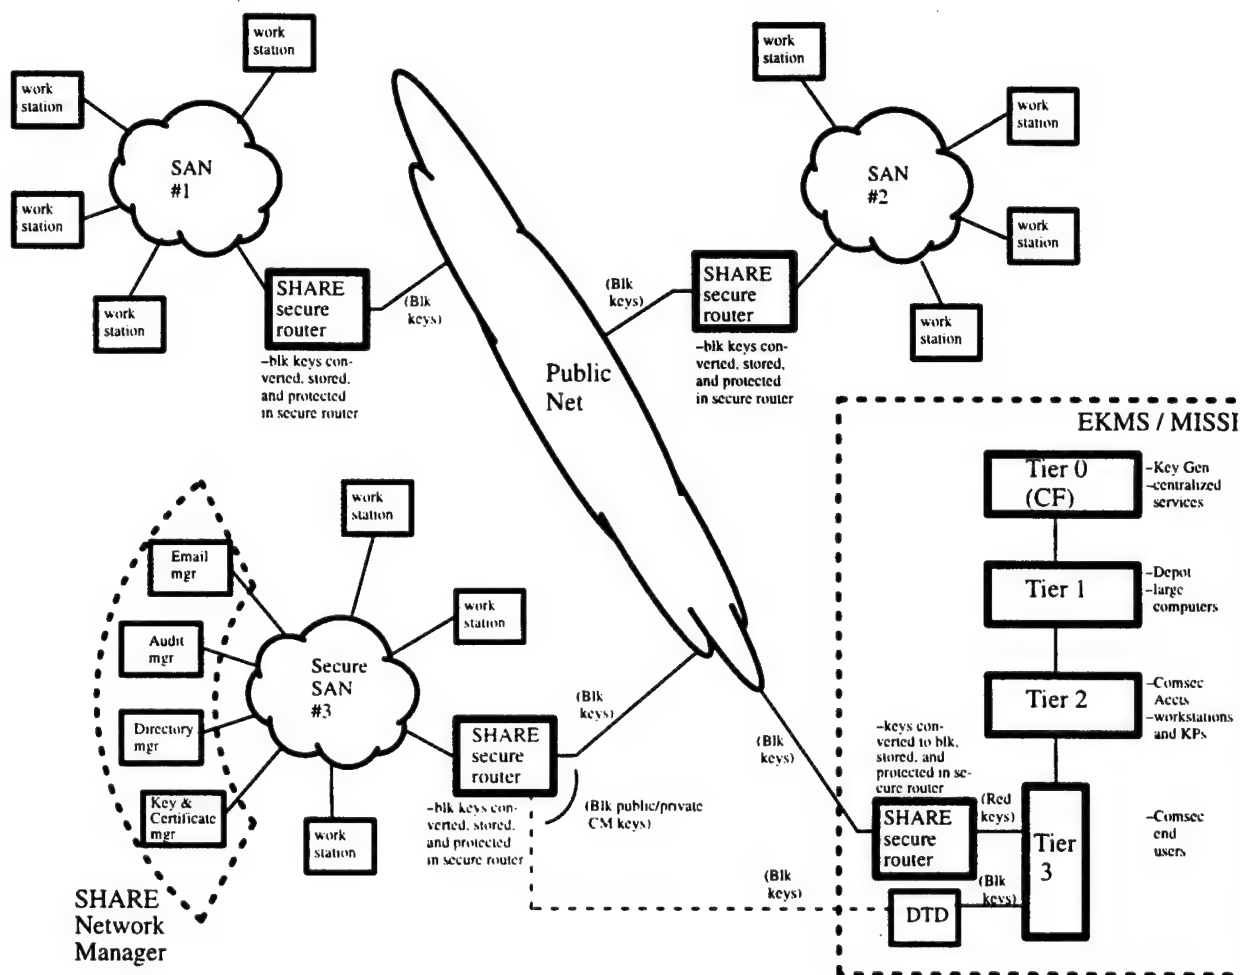 work
station
work
station
work
station
work
station
SAN
#1
SHARE
secure
router
(Blk
keys)
–blk keys con-
verted, stored,
and protected
in secure router
Public
Net
work
station
work
station
work
station
work
station
SAN
#2
SHARE
secure
router
(Blk
keys)
–blk keys con-
verted, stored,
and protected
in secure router
Email
mgr
Audit
mgr
Directory
mgr
Key &
Certificate
mgr
SHARE
Network
Manager
work
station
work
station
work
station
Secure
SAN
#3
SHARE
secure
router
(Blk
keys)
–blk keys con-
verted, stored,
and protected
in secure router
(Blk public/private
CM keys)
(Blk
keys)
(Blk
keys)
EKMS / MISSI
Tier 0
(CF)
–Key Gen
–centralized
services
Tier 1
–Depot
–large
computers
Tier 2
–Comsec
Accts
–workstations
and KPs
–keys
converted to blk,
stored, and
protected in se-
cure router
SHARE
secure
router
(Red
keys)
Tier
3
–Comsec
end
users
DTD
(Blk
keys)